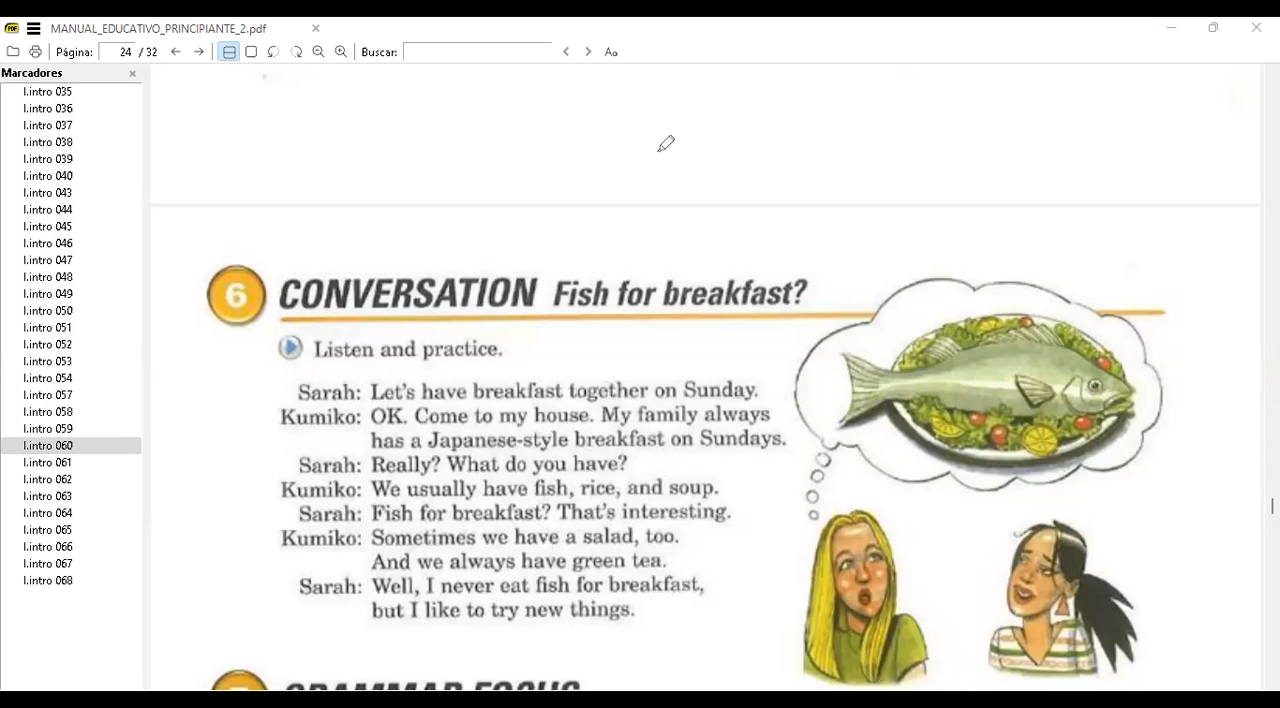 MANUAL_EDUCATIVO_PRINCIPIANTE_2.pdf
Página: 24 / 32 Buscar: Aa
Marcadores
I.intro 035
I.intro 036
I.intro 037
I.intro 038
I.intro 039
I.intro 040
I.intro 043
I.intro 044
I.intro 045
I.intro 046
I.intro 047
I.intro 048
I.intro 049
I.intro 050
I.intro 051
I.intro 052
I.intro 053
I.intro 054
I.intro 057
I.intro 058
I.intro 059
I.intro 060
I.intro 061
I.intro 062
I.intro 063
I.intro 064
I.intro 065
I.intro 066
I.intro 067
I.intro 068
6 CONVERSATION Fish for breakfast?
Listen and practice.
Sarah: Let's have breakfast together on Sunday.
Kumiko: OK. Come to my house. My family always
has a Japanese-style breakfast on Sundays.
Sarah: Really? What do you have?
Kumiko: We usually have fish, rice, and soup.
Sarah: Fish for breakfast? That's interesting.
Kumiko: Sometimes we have a salad, too.
And we always have green tea.
Sarah: Well, I never eat fish for breakfast,
but I like to try new things.
GRAMMAR FOCUS